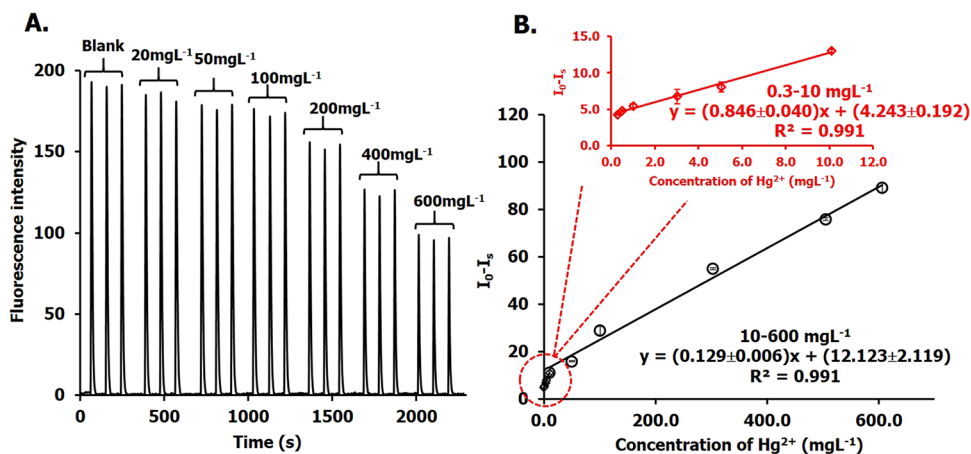 A.
Blank
20mgL⁻¹
50mgL⁻¹
100mgL⁻¹
200mgL⁻¹
400mgL⁻¹
600mgL⁻¹
Fluorescence intensity
200
150
100
50
0
0 500 1000 1500 2000
Time (s)
B.
I₀-Iₛ
15.0
10.0
5.0
0.0
0.0 2.0 4.0 6.0 8.0 10.0 12.0
Concentration of Hg²⁺ (mgL⁻¹)
0.3-10 mgL⁻¹
y = (0.846±0.040)x + (4.243±0.192)
R² = 0.991
I₀-Iₛ
120
100
80
60
40
20
0
10-600 mgL⁻¹
y = (0.129±0.006)x + (12.123±2.119)
R² = 0.991
0.0 200.0 400.0 600.0
Concentration of Hg²⁺ (mgL⁻¹)